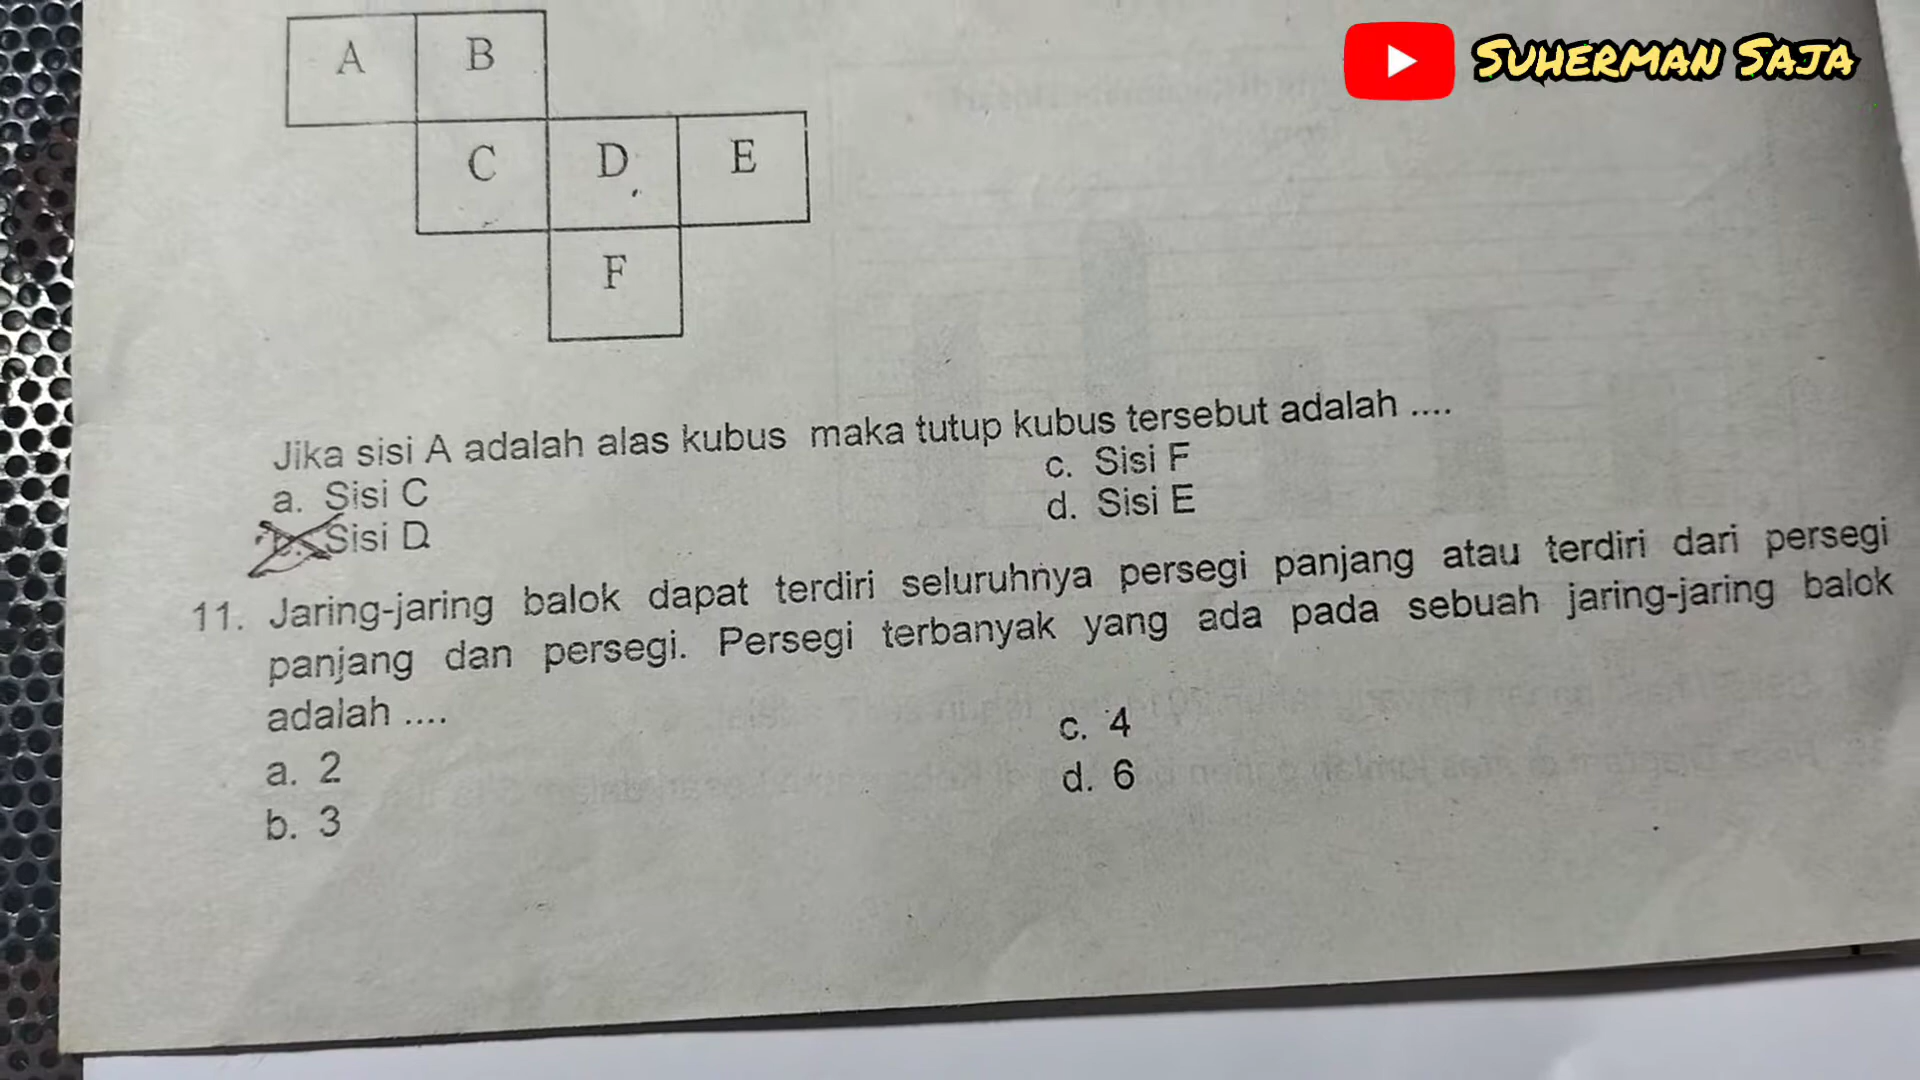 SUHERMAN SAJA
A B
C D E
F
Jika sisi A adalah alas kubus maka tutup kubus tersebut adalah ....
a. Sisi C
c. Sisi F
b. Sisi D
d. Sisi E
11. Jaring-jaring balok dapat terdiri seluruhnya persegi panjang atau terdiri dari persegi
panjang dan persegi. Persegi terbanyak yang ada pada sebuah jaring-jaring balok
adalah ....
a. 2
c. 4
b. 3
d. 6